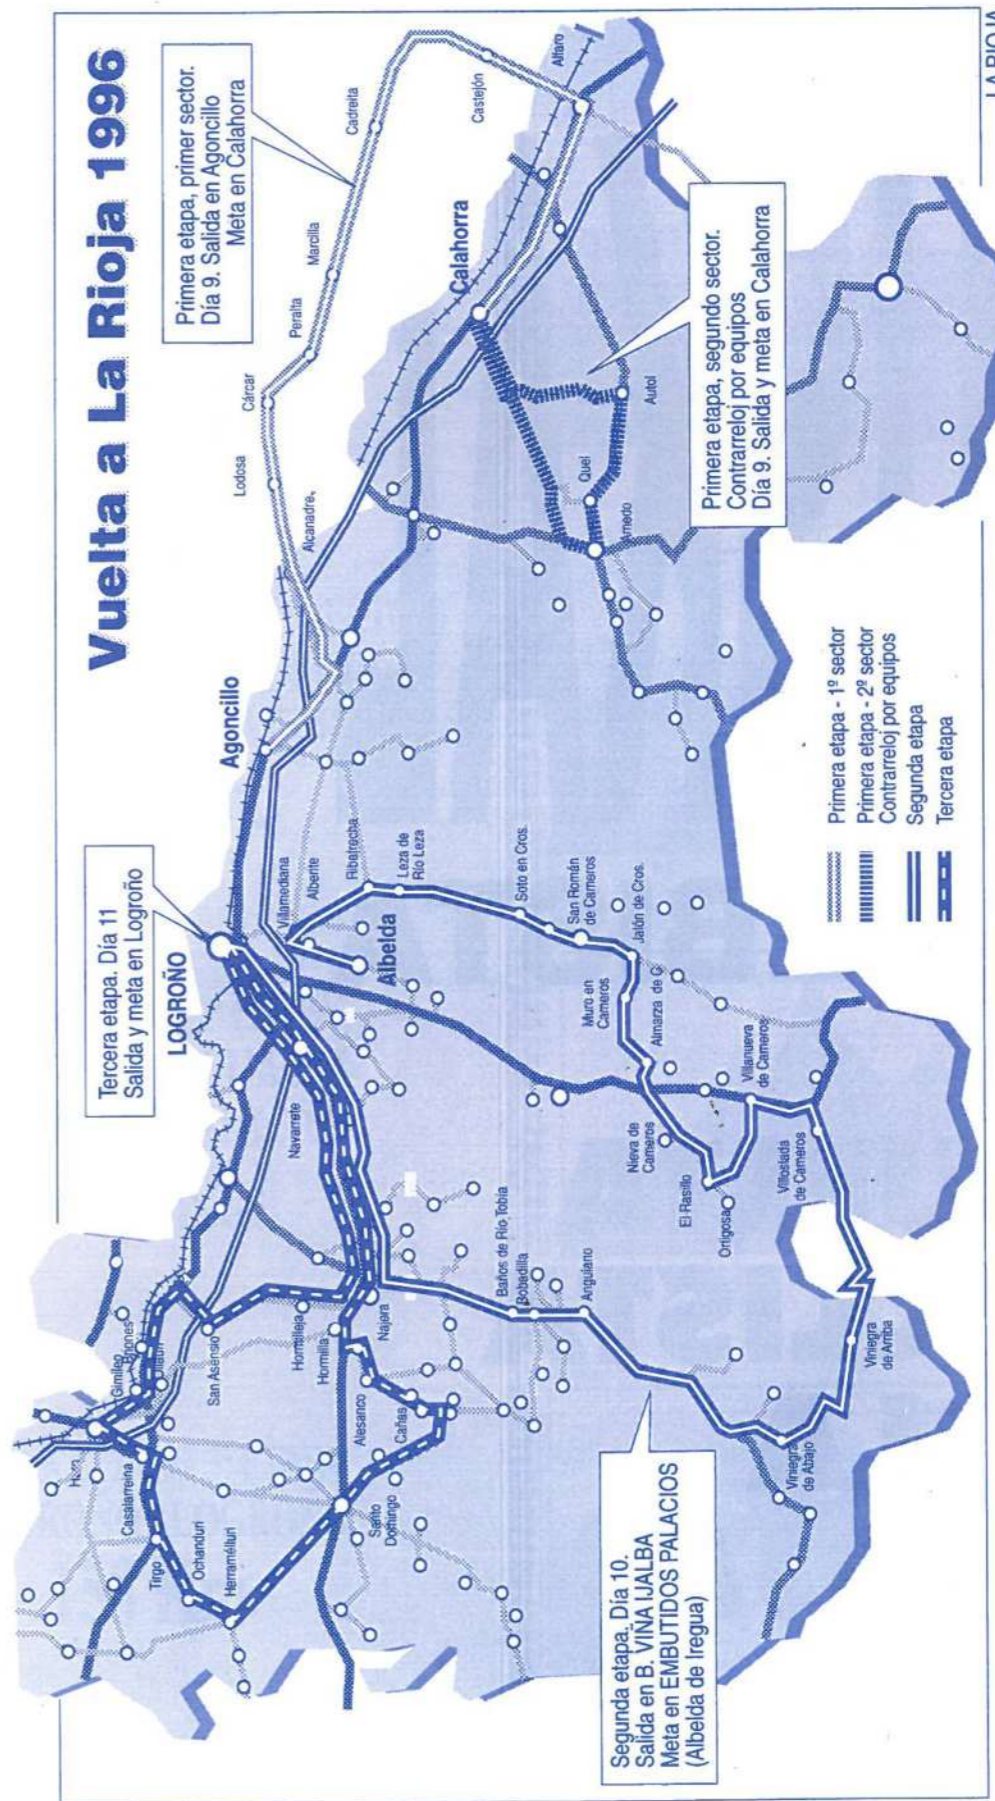 Vuelta a La Rioja 1996
Primera etapa, primer sector.
Día 9. Salida en Agoncillo
Meta en Calahorra
Tercera etapa. Día 11
Salida y meta en Logroño
Primera etapa, segundo sector.
Contrarreloj por equipos
Día 9. Salida y meta en Calahorra
Segunda etapa. Día 10.
Salida en B. VIÑA IJALBA
Meta en EMBUTIDOS PALACIOS
(Albelda de Iregua)
Primera etapa - 1º sector
Primera etapa - 2º sector
Contrarreloj por equipos
Segunda etapa
Tercera etapa
Haro
Gimileo
Briones
San Asensio
Casalarreina
Tirgo
Ochanduri
Herramélluri
Santo
Domingo
Cañas
Alesanco
Hormilla
Hormilleja
Najera
Navarrete
LOGROÑO
Villamediana
Alberite
Albelda
Ribafrecha
Leza de
Río Leza
Soto en Cros.
San Román
de Cameros
Jalón de Cros.
Muro en
Cameros
Almarza de C.
Nieva de
Cameros
El Rasillo
Ortigosa
Villanueva
de Cameros
Villoslada
de Cameros
Viniegra
de Arriba
Viniegra
de Abajo
Anguiano
Bobadilla
Baños de Río Tobía
Agoncillo
Alcanadre
Lodosa
Cárcar
Peralta
Marcilla
Cadreita
Castejón
Alfaro
Calahorra
Autol
Quel
Arnedo
LA RIOJA